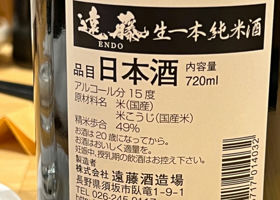 遠藤 生一本 純米酒
ENDO
品目 日本酒 内容量 720ml
アルコール分 15度
原材料名 米(国産)
米こうじ(国産米)
精米歩合 49%
お酒は20歳になってから。
お酒はおいしく適量を。
妊娠中、授乳期の飲酒はお控え下さい。
製造者
株式会社 遠藤酒造場
長野県須坂市臥竜1-9-1
TEL 026-245-0117
17014032